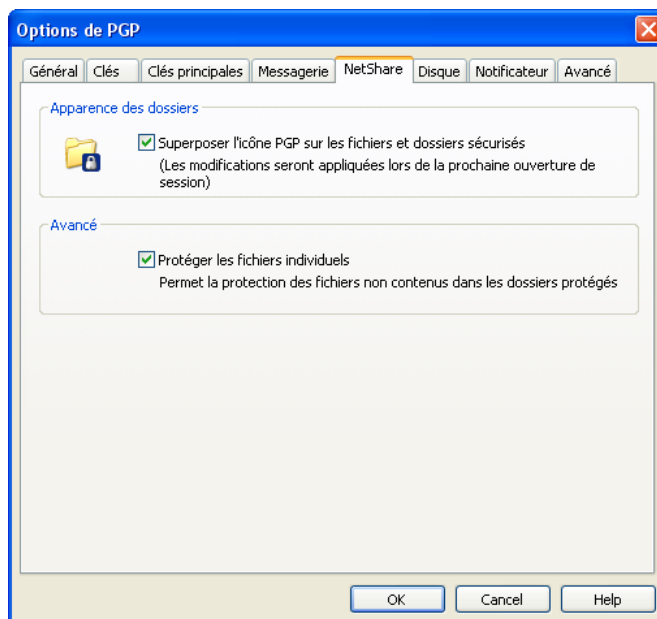 Options de PGP
Général Clés Clés principales Messagerie NetShare Disque Notificateur Avancé
Apparence des dossiers
Superposer l'icône PGP sur les fichiers et dossiers sécurisés
(Les modifications seront appliquées lors de la prochaine ouverture de
session)
Avancé
Protéger les fichiers individuels
Permet la protection des fichiers non contenus dans les dossiers protégés
OK Cancel Help